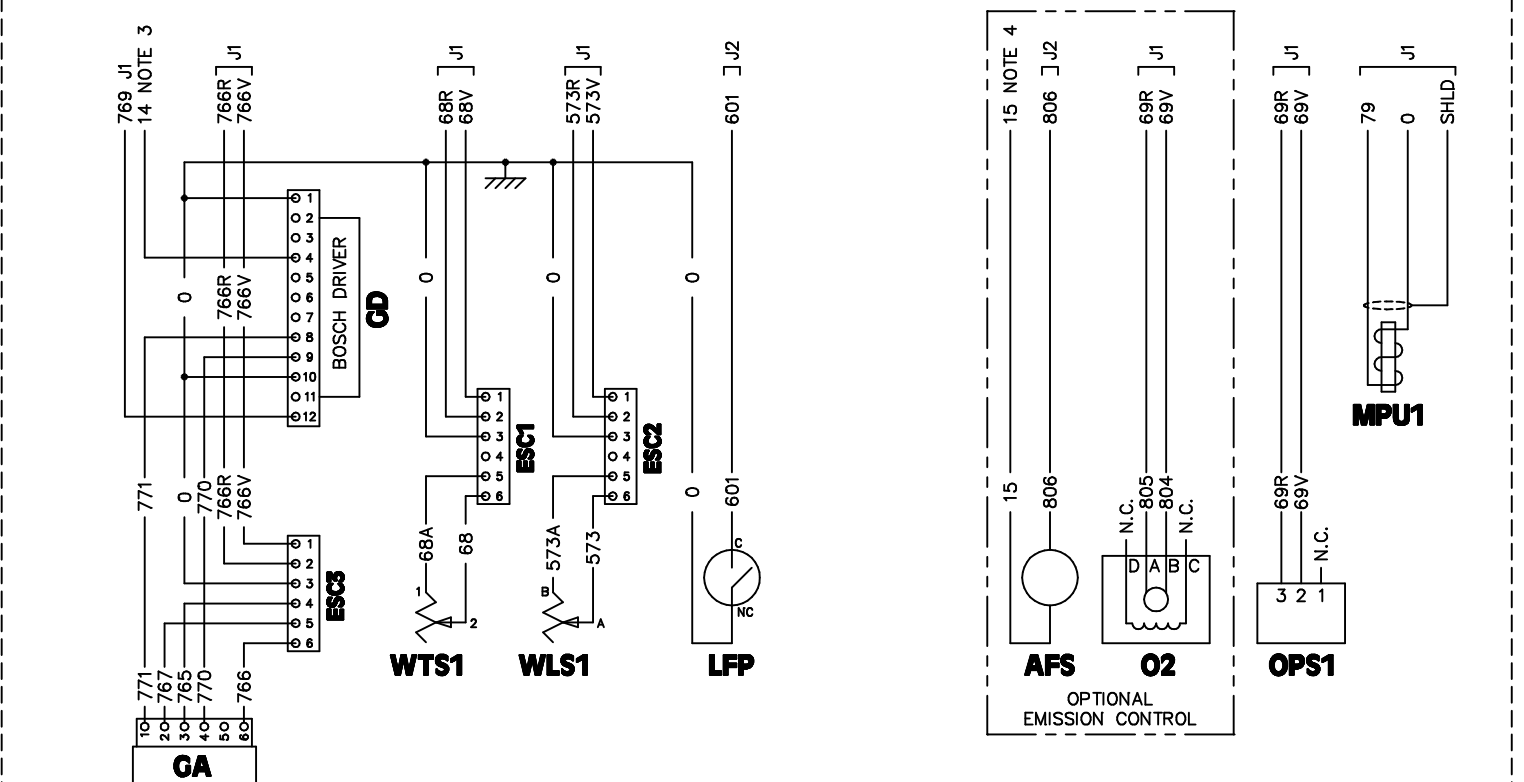 769 J1
14 NOTE 3
J1
766R
766V
J1
68R
68V
J1
573R
573V
J2
601
15 NOTE 4
J2
806
J1
69R
69V
J1
69R
69V
J1
79
0
SHLD
1
2
3
4
5
6
7
8
9
10
11
12
BOSCH DRIVER
GD
0
766R
766V
0
0
0
1
2
3
4
5
6
ESC1
1
2
3
4
5
6
ESC2
MPU1
771
0
770
766R
766V
0
601
15
806
N.C.
805
804
N.C.
69R
69V
N.C.
68A
68
573A
573
1
2
3
4
5
6
ESC3
1
2
B
A
C
NC
D A B C
3 2 1
WTS1
WLS1
LFP
AFS
O2
OPS1
OPTIONAL
EMISSION CONTROL
771
767
765
770
766
1
2
3
4
5
6
GA